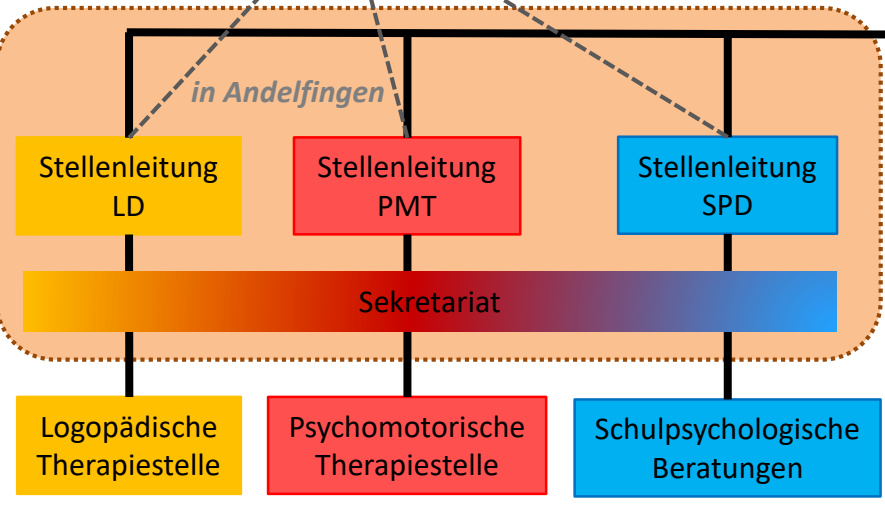 in Andelfingen
Stellenleitung
LD
Stellenleitung
PMT
Stellenleitung
SPD
Sekretariat
Logopädische
Therapiestelle
Psychomotorische
Therapiestelle
Schulpsychologische
Beratungen